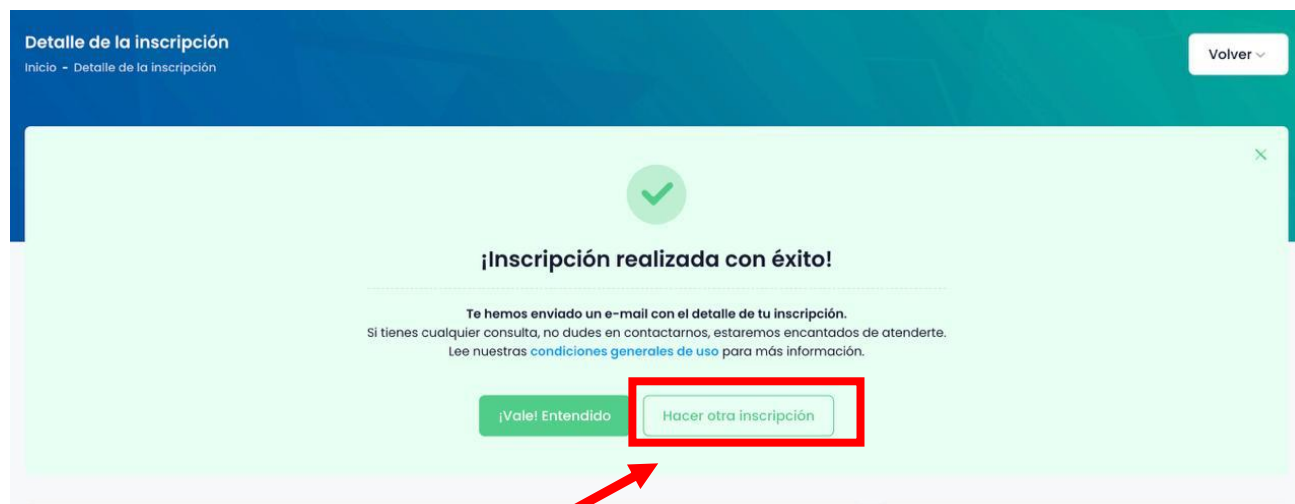 Detalle de la inscripción
Inicio - Detalle de la inscripción
Volver
¡Inscripción realizada con éxito!
Te hemos enviado un e-mail con el detalle de tu inscripción.
Si tienes cualquier consulta, no dudes en contactarnos, estaremos encantados de atenderte.
Lee nuestras condiciones generales de uso para más información.
¡Vale! Entendido
Hacer otra inscripción